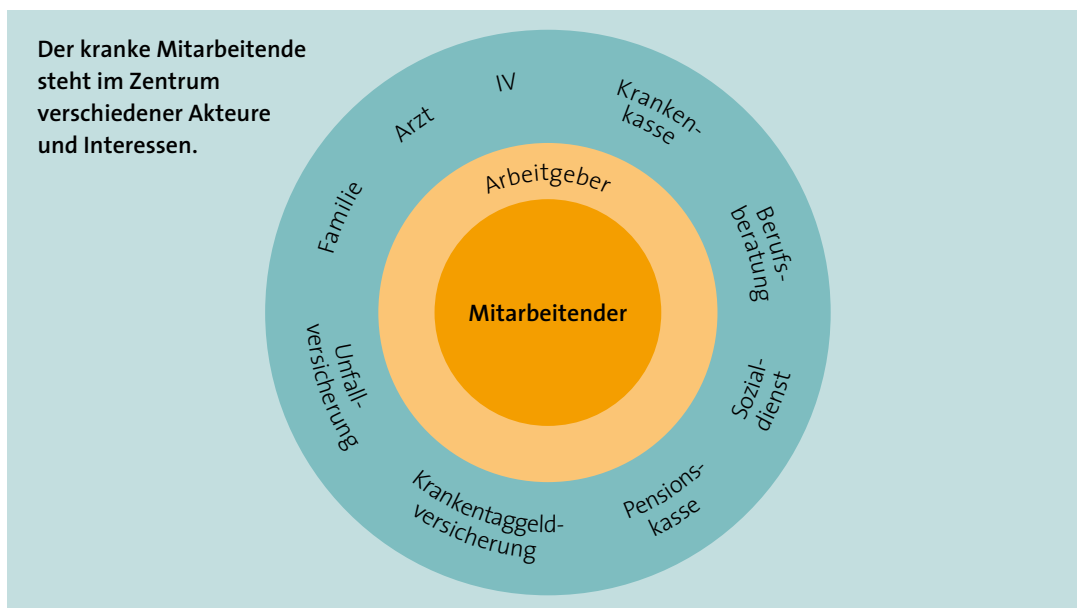 Der kranke Mitarbeitende
steht im Zentrum
verschiedener Akteure
und Interessen.
IV
Kranken-
kasse
Berufs-
beratung
Sozial-
dienst
Pensions-
kasse
Krankentaggeld-
versicherung
Unfall-
versicherung
Familie
Arzt
Arbeitgeber
Mitarbeitender